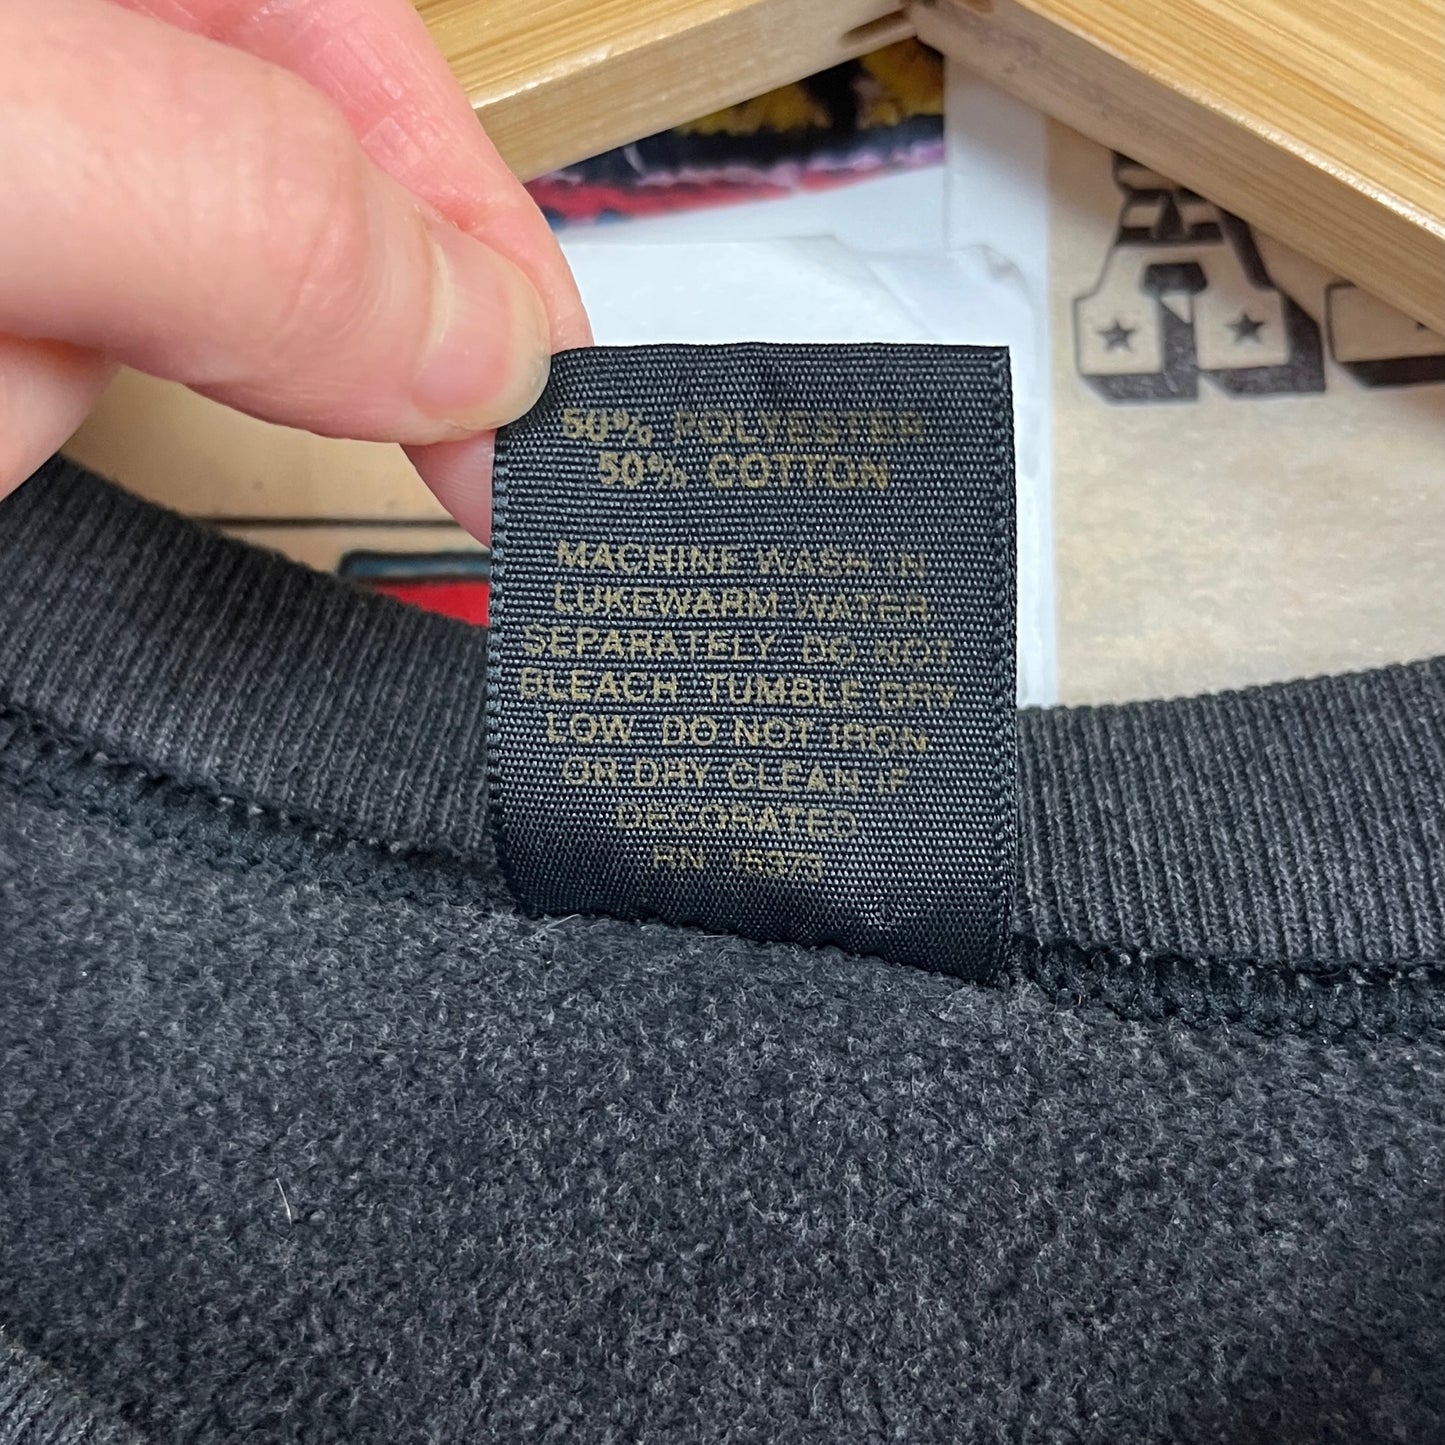 50% POLYESTER
50% COTTON
MACHINE WASH IN
LUKEWARM WATER
SEPARATELY. DO NOT
BLEACH. TUMBLE DRY
LOW. DO NOT IRON
OR DRY CLEAN IF
DECORATED
RN